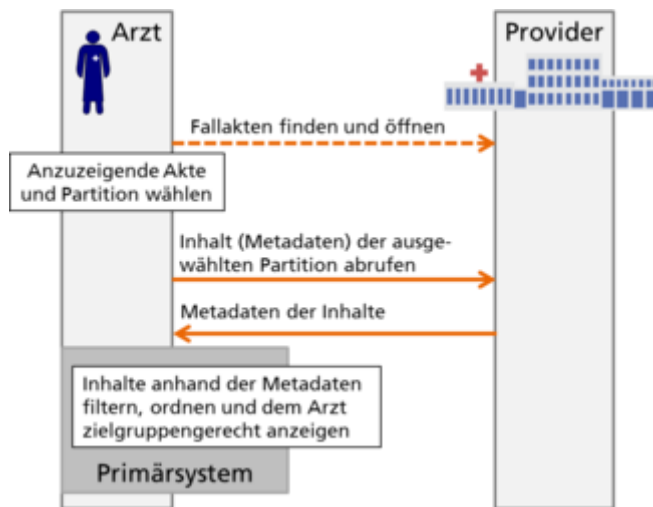 Arzt
Provider
Fallakten finden und öffnen
Anzuzeigende Akte
und Partition wählen
Inhalt (Metadaten) der ausge-
wählten Partition abrufen
Metadaten der Inhalte
Inhalte anhand der Metadaten
filtern, ordnen und dem Arzt
zielgruppengerecht anzeigen
Primärsystem